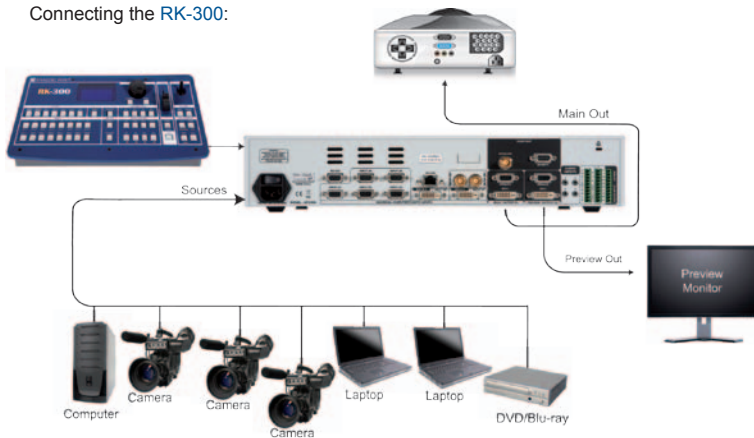 Connecting the RK-300:
RK-300
Main Out
Sources
Preview Out
Preview
Monitor
Computer
Camera
Camera
Camera
Laptop
Laptop
DVD/Blu-ray